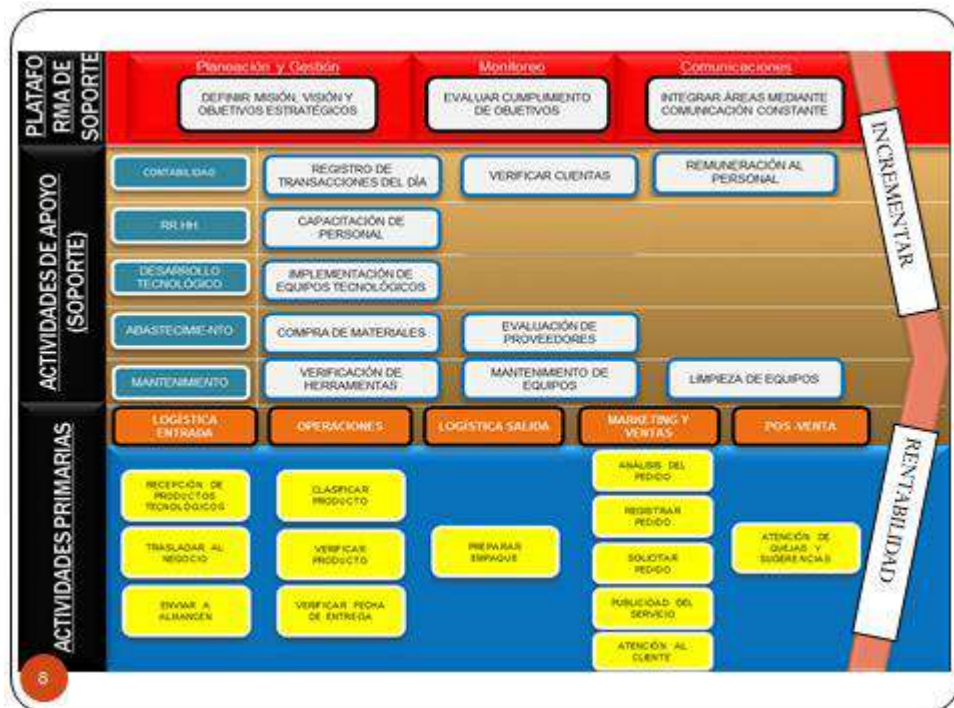 PLATAFO
RMA DE
SOPORTE
Planeación y Gestión
Monitoreo
Comunicaciones
DEFINIR MISIÓN, VISIÓN Y
OBJETIVOS ESTRATÉGICOS
EVALUAR CUMPLIMIENTO
DE OBJETIVOS
INTEGRAR ÁREAS MEDIANTE
COMUNICACIÓN CONSTANTE
INCREMENTAR
ACTIVIDADES DE APOYO
(SOPORTE)
CONTABILIDAD
REGISTRO DE
TRANSACCIONES DEL DÍA
VERIFICAR CUENTAS
REMUNERACIÓN AL
PERSONAL
RR.HH.
CAPACITACIÓN DE
PERSONAL
DESARROLLO
TECNOLÓGICO
IMPLEMENTACIÓN DE
EQUIPOS TECNOLÓGICOS
ABASTECIMIE-NTO
COMPRA DE MATERIALES
EVALUACIÓN DE
PROVEEDORES
MANTENIMIENTO
VERIFICACIÓN DE
HERRAMIENTAS
MANTENIMIENTO DE
EQUIPOS
LIMPIEZA DE EQUIPOS
ACTIVIDADES PRIMARIAS
LOGÍSTICA
ENTRADA
OPERACIONES
LOGÍSTICA SALIDA
MARKETING Y
VENTAS
POS -VENTA
RENTABILIDAD
RECEPCIÓN DE
PRODUCTOS
TECNOLÓGICOS
TRASLADAR AL
NEGOCIO
ENVIAR A
ALMANCEN
CLASIFICAR
PRODUCTO
VERIFICAR
PRODUCTO
VERIFICAR FECHA
DE ENTREGA
PREPARAR
EMPAQUE
ANÁLISIS DEL
PEDIDO
REGISTRAR
PEDIDO
SOLICITAR
PEDIDO
PUBLICIDAD DEL
SERVICIO
ATENCIÓN AL
CLIENTE
ATENCIÓN DE
QUEJAS Y
SUGERENCIAS
8